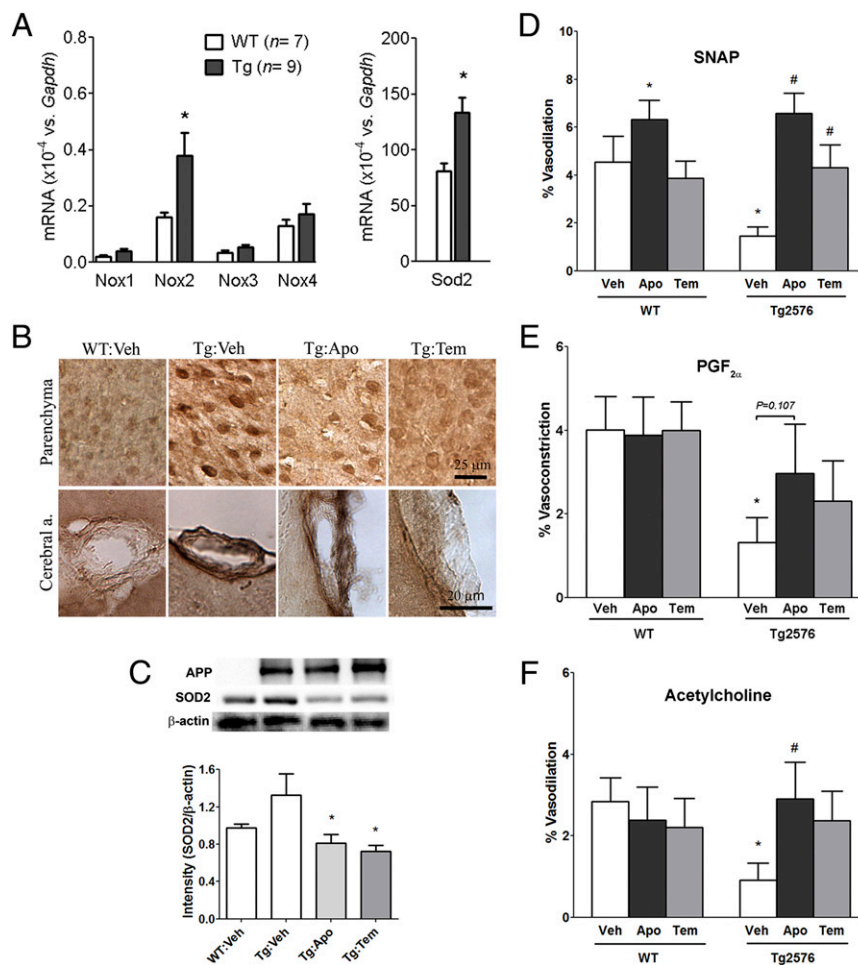 A
WT (n= 7)
Tg (n= 9)
mRNA (x10⁻⁴ vs. Gapdh)
0.8
0.6
0.4
0.2
0.0
*
Nox1 Nox2 Nox3 Nox4
mRNA (x10⁻⁴ vs. Gapdh)
200
150
100
50
0
*
Sod2
B
WT:Veh Tg:Veh Tg:Apo Tg:Tem
Parenchyma
25 μm
Cerebral a.
20 μm
C
APP
SOD2
β-actin
Intensity (SOD2/β-actin)
1.6
1.2
0.8
0.4
0.0
* *
WT:Veh Tg:Veh Tg:Apo Tg:Tem
D
SNAP
% Vasodilation
10
8
6
4
2
0
* * # #
Veh Apo Tem Veh Apo Tem
WT Tg2576
E
PGF₂α
% Vasoconstriction
6
4
2
0
P=0.107
*
Veh Apo Tem Veh Apo Tem
WT Tg2576
F
Acetylcholine
% Vasodilation
6
4
2
0
* #
Veh Apo Tem Veh Apo Tem
WT Tg2576